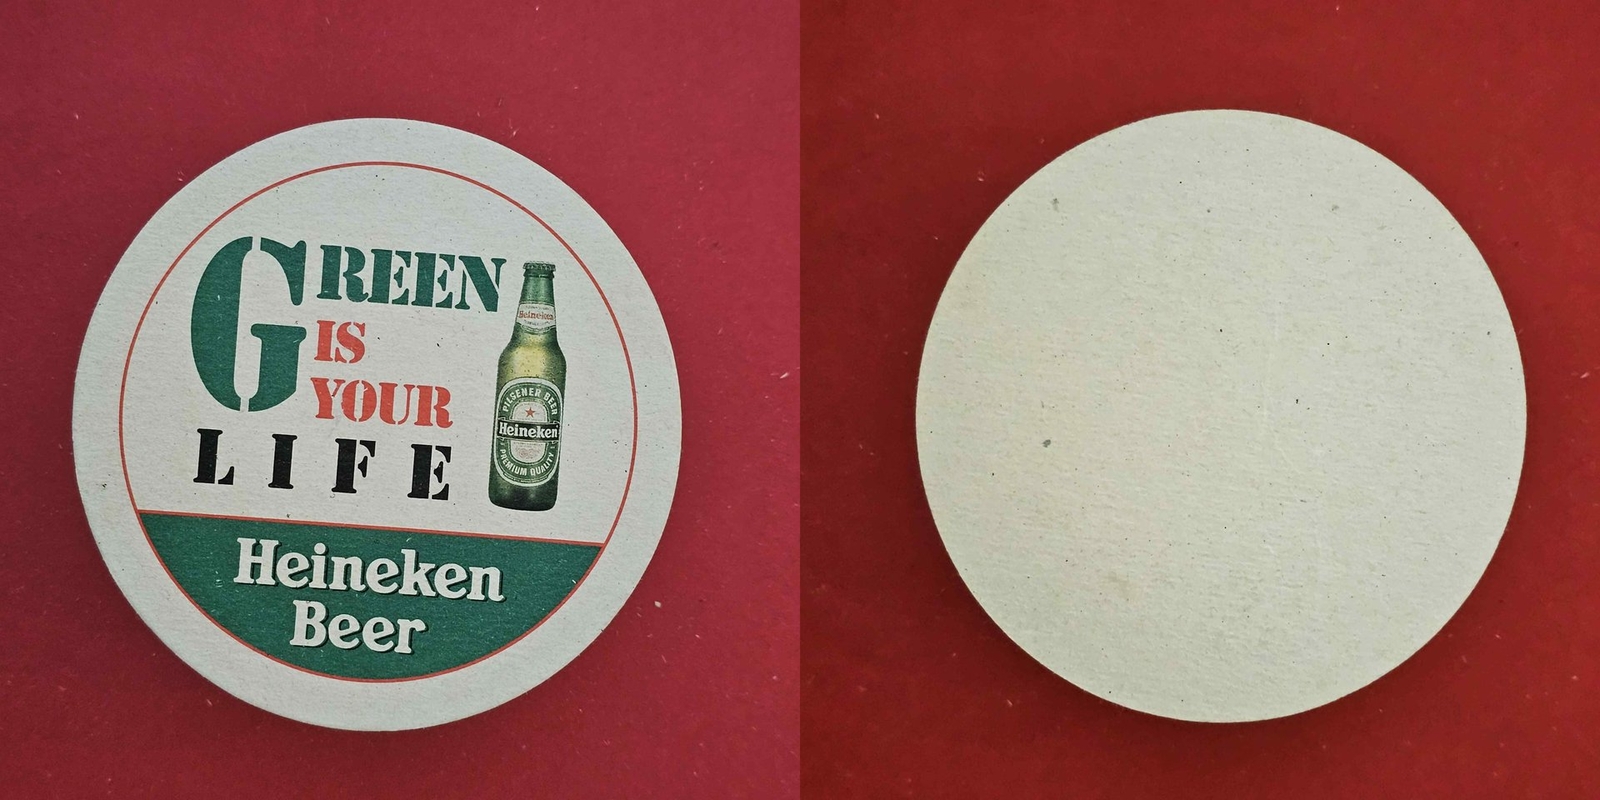 GREEN
IS
YOUR
LIFE
Heineken
PILSENER BEER
Heineken
PREMIUM QUALITY
Heineken
Beer